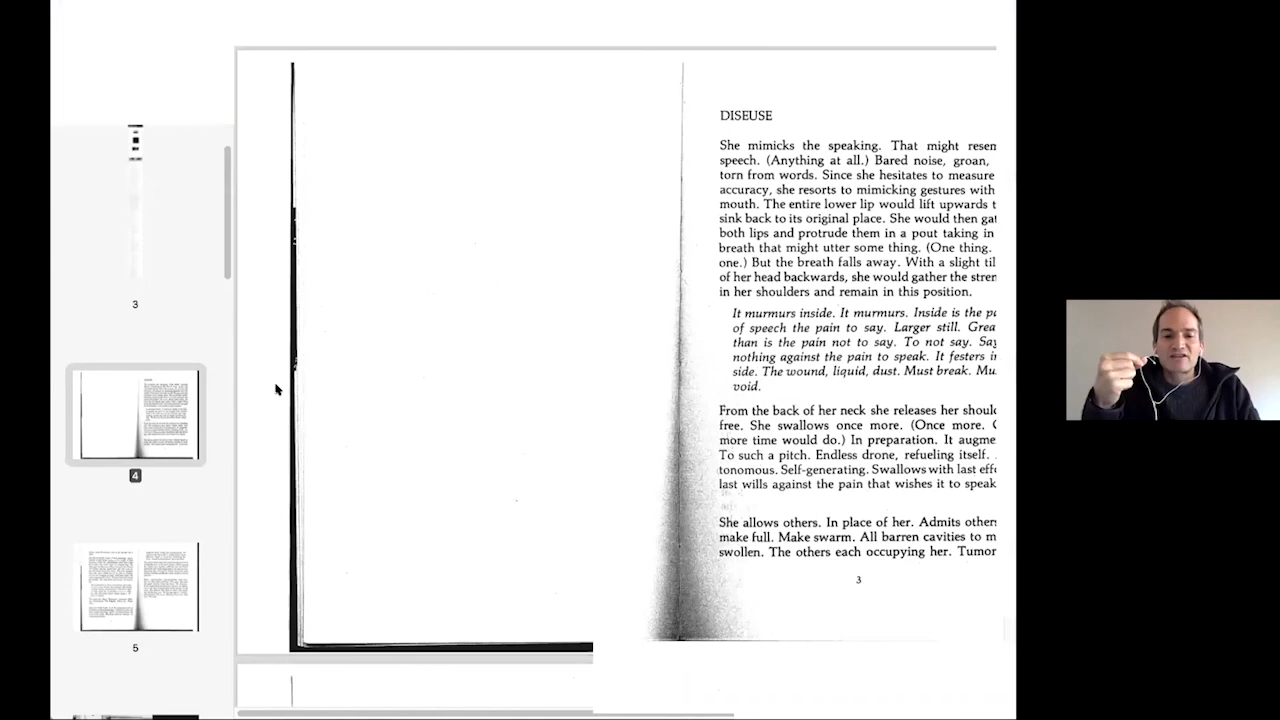 DISEUSE
She mimicks the speaking. That might resen
speech. (Anything at all.) Bared noise, groan,
torn from words. Since she hesitates to measure
accuracy, she resorts to mimicking gestures with
mouth. The entire lower lip would lift upwards t
sink back to its original place. She would then gat
both lips and protrude them in a pout taking in
breath that might utter some thing. (One thing.
one.) But the breath falls away. With a slight til
of her head backwards, she would gather the stren
in her shoulders and remain in this position.
It murmurs inside. It murmurs. Inside is the pa
of speech the pain to say. Larger still. Grea
than is the pain not to say. To not say. Say
nothing against the pain to speak. It festers in
side. The wound, liquid, dust. Must break. Mu
void.
From the back of her neck she releases her should
free. She swallows once more. (Once more. O
more time would do.) In preparation. It augme
To such a pitch. Endless drone, refueling itself.
tonomous. Self-generating. Swallows with last effo
last wills against the pain that wishes it to speak
She allows others. In place of her. Admits others
make full. Make swarm. All barren cavities to m
swollen. The others each occupying her. Tumor
3
3
4
5